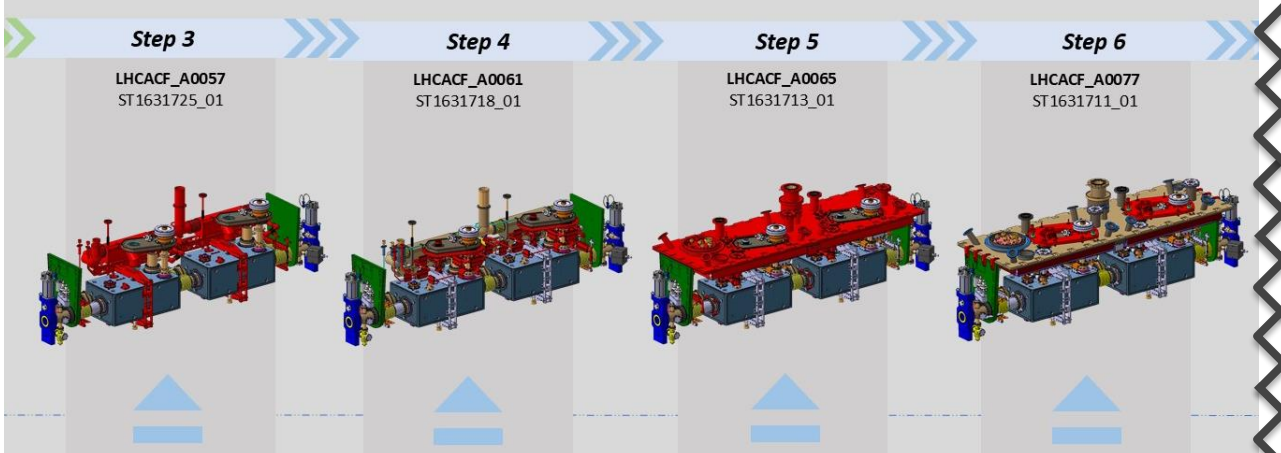 Step 3
Step 4
Step 5
Step 6
LHCACF_A0057
ST1631725_01
LHCACF_A0061
ST1631718_01
LHCACF_A0065
ST1631713_01
LHCACF_A0077
ST1631711_01